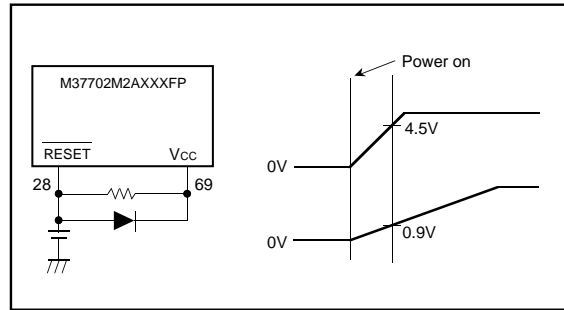 M37702M2AXXXFP
RESET VCC
28 69
Power on
4.5V
0V
0.9V
0V